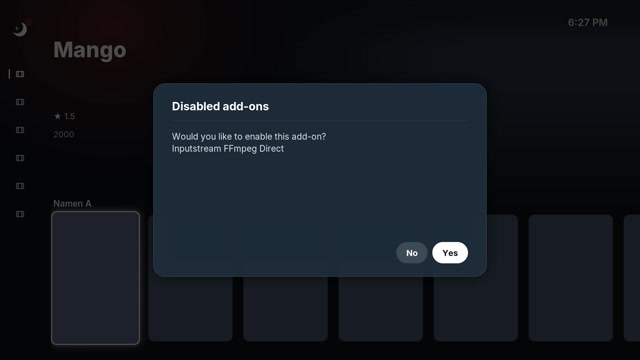 6:27 PM
Mango
★ 1.5
2000
Namen A
Disabled add-ons
Would you like to enable this add-on?
Inputstream FFmpeg Direct
No
Yes